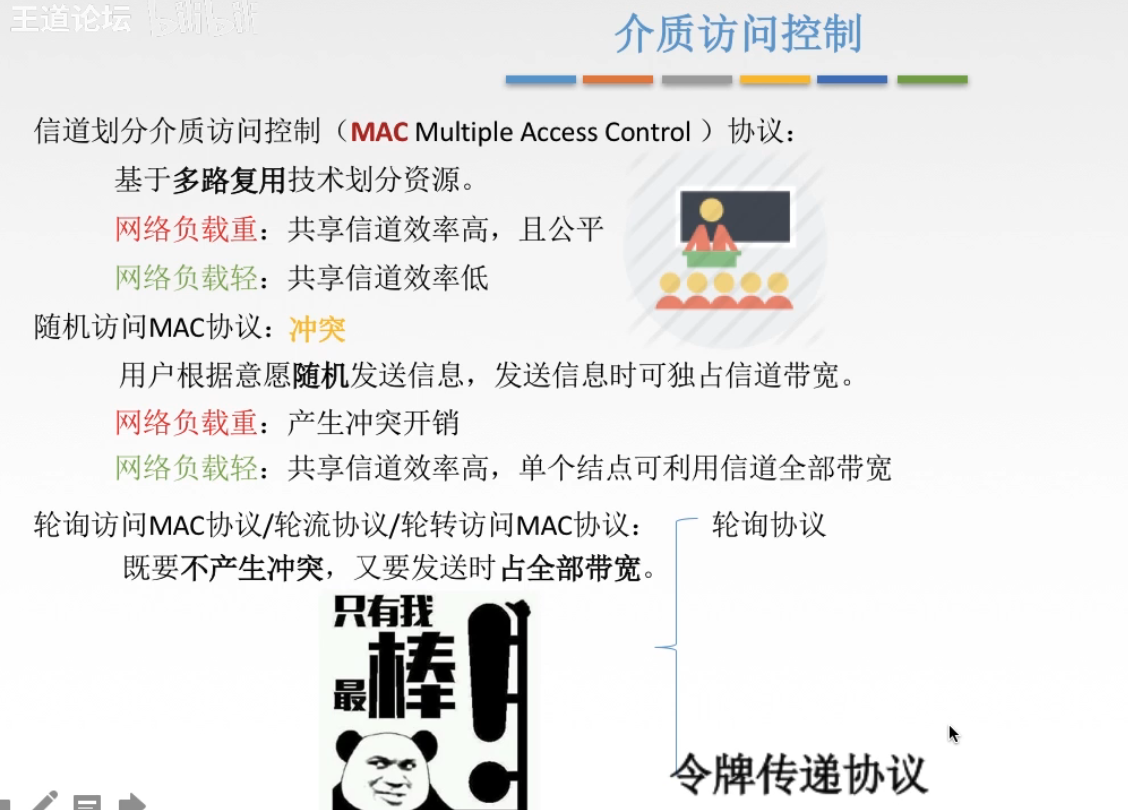 王道论坛
介质访问控制
信道划分介质访问控制（MAC Multiple Access Control ）协议：
基于多路复用技术划分资源。
网络负载重：共享信道效率高，且公平
网络负载轻：共享信道效率低
随机访问MAC协议：冲突
用户根据意愿随机发送信息，发送信息时可独占信道带宽。
网络负载重：产生冲突开销
网络负载轻：共享信道效率高，单个结点可利用信道全部带宽
轮询访问MAC协议/轮流协议/轮转访问MAC协议：
既要不产生冲突，又要发送时占全部带宽。
轮询协议
令牌传递协议
只有我
最棒！